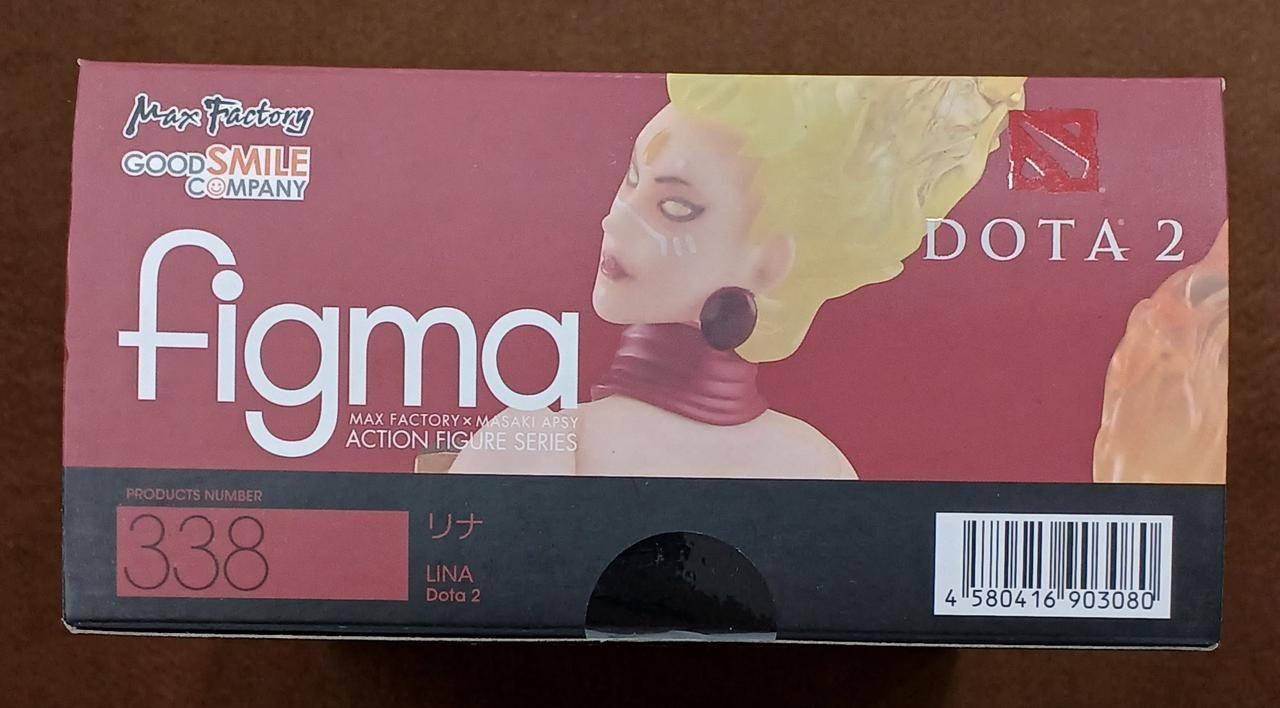 Max Factory
GOOD SMILE
COMPANY
DOTA 2
figma
MAX FACTORY × MASAKI APSY
ACTION FIGURE SERIES
PRODUCTS NUMBER
338
リナ
LINA
Dota 2
4 580416 903080